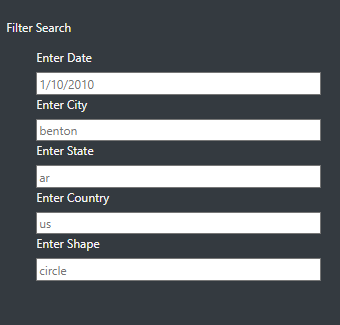 Filter Search
Enter Date
1/10/2010
Enter City
benton
Enter State
ar
Enter Country
us
Enter Shape
circle